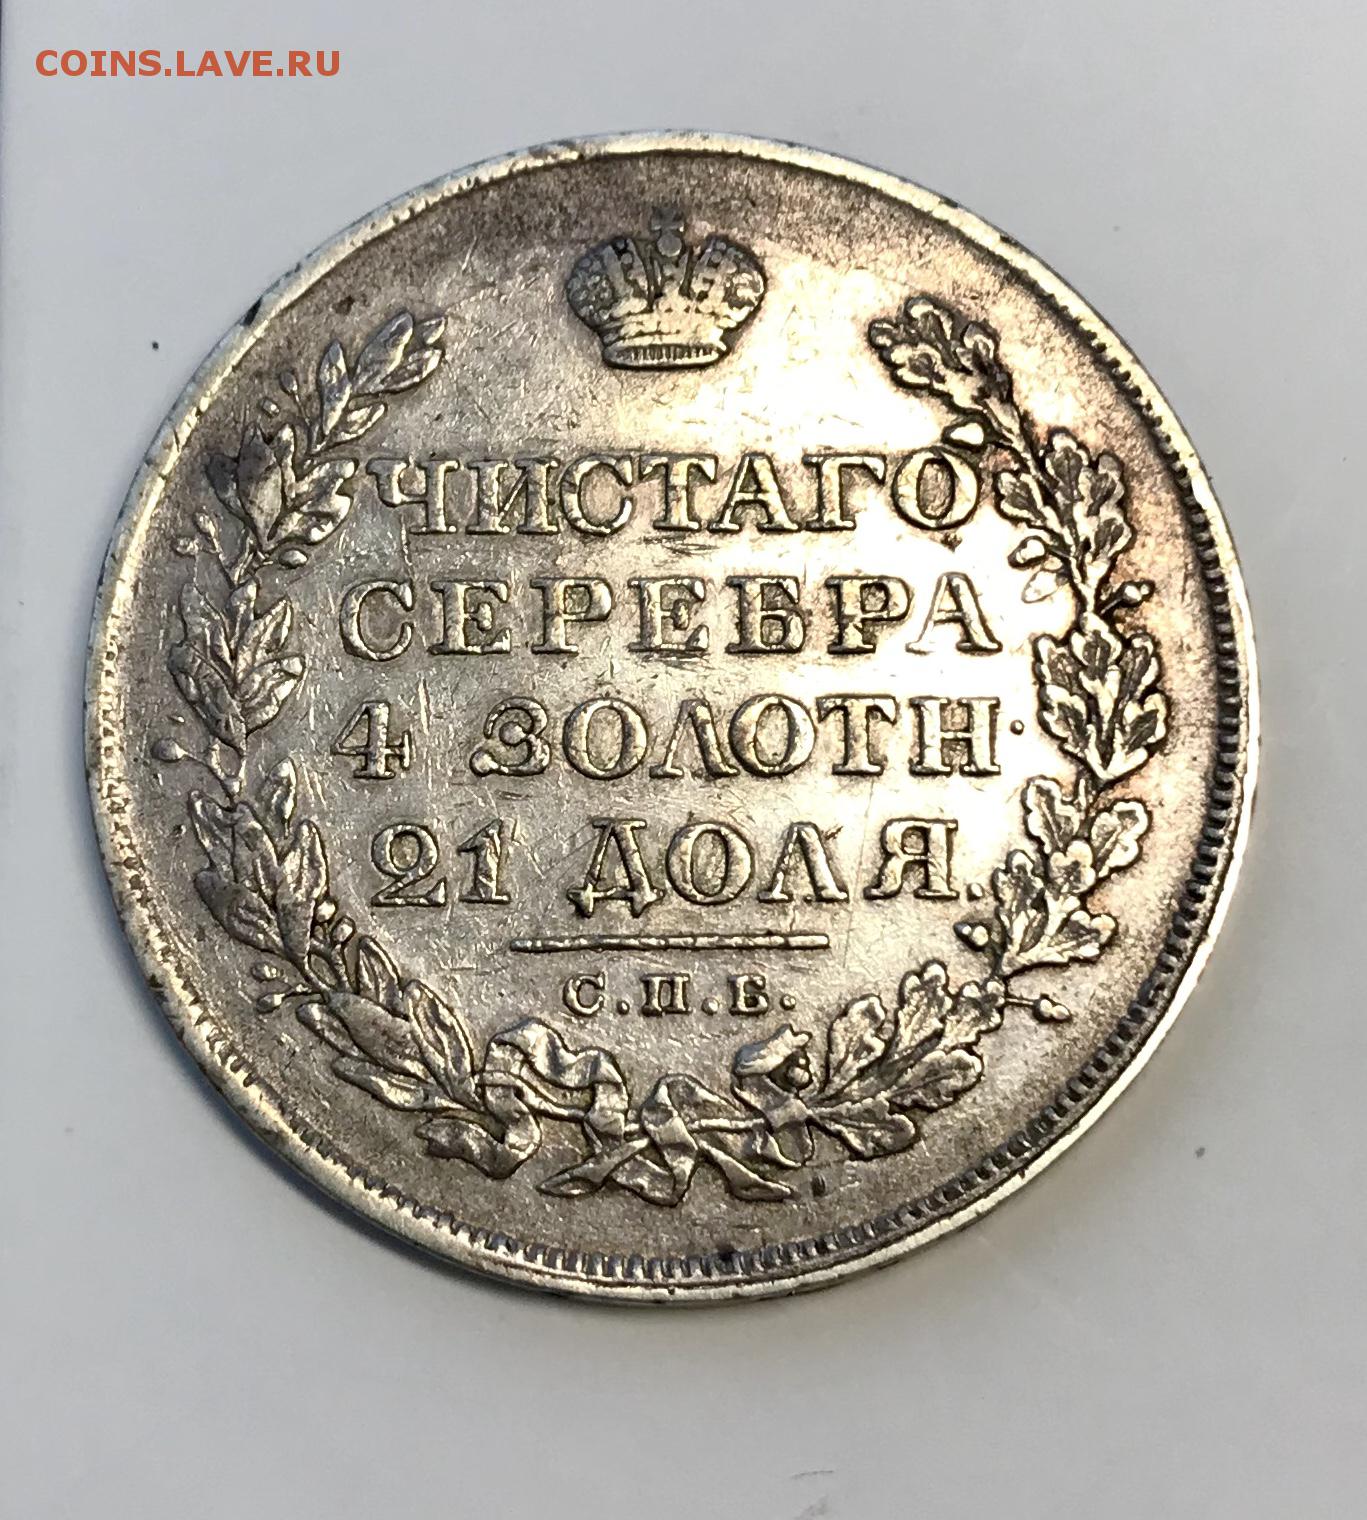 COINS.LAVE.RU
ЧИСТАГО
СЕРЕБРА
4 ЗОЛОТН.
21 ДОЛЯ.
С.П.Б.